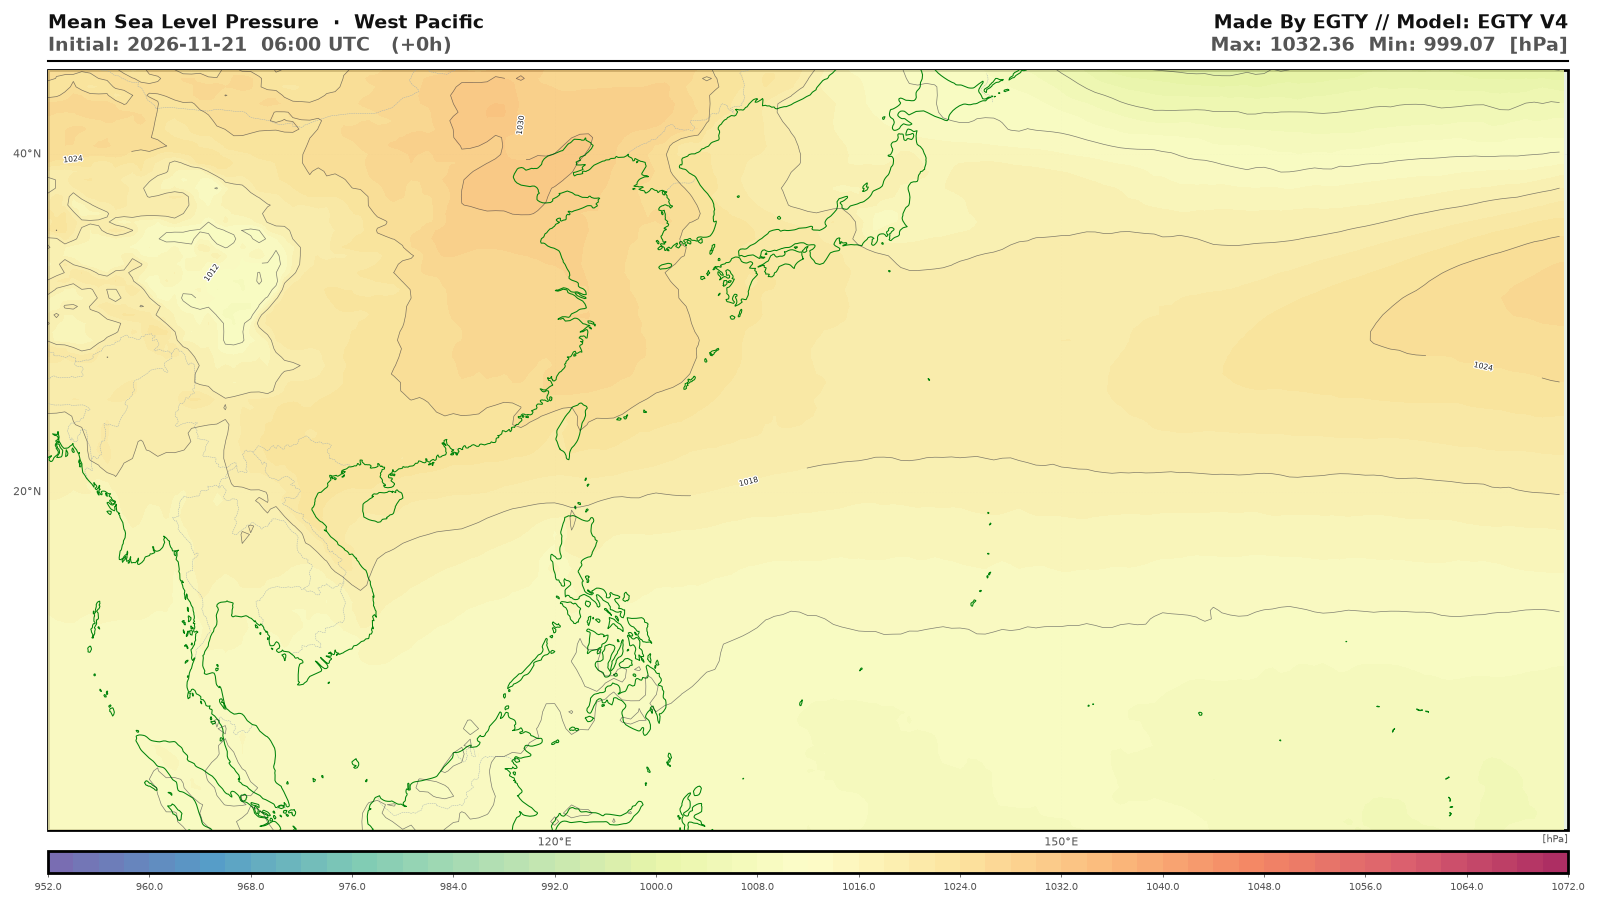 Mean Sea Level Pressure · West Pacific
Made By EGTY // Model: EGTY V4
Initial: 2026-11-21 06:00 UTC (+0h)
Max: 1032.36 Min: 999.07 [hPa]
1030
40°N
1024
1012
1024
1018
20°N
120°E
150°E
[hPa]
952.0
960.0
968.0
976.0
984.0
992.0
1000.0
1008.0
1016.0
1024.0
1032.0
1040.0
1048.0
1056.0
1064.0
1072.0